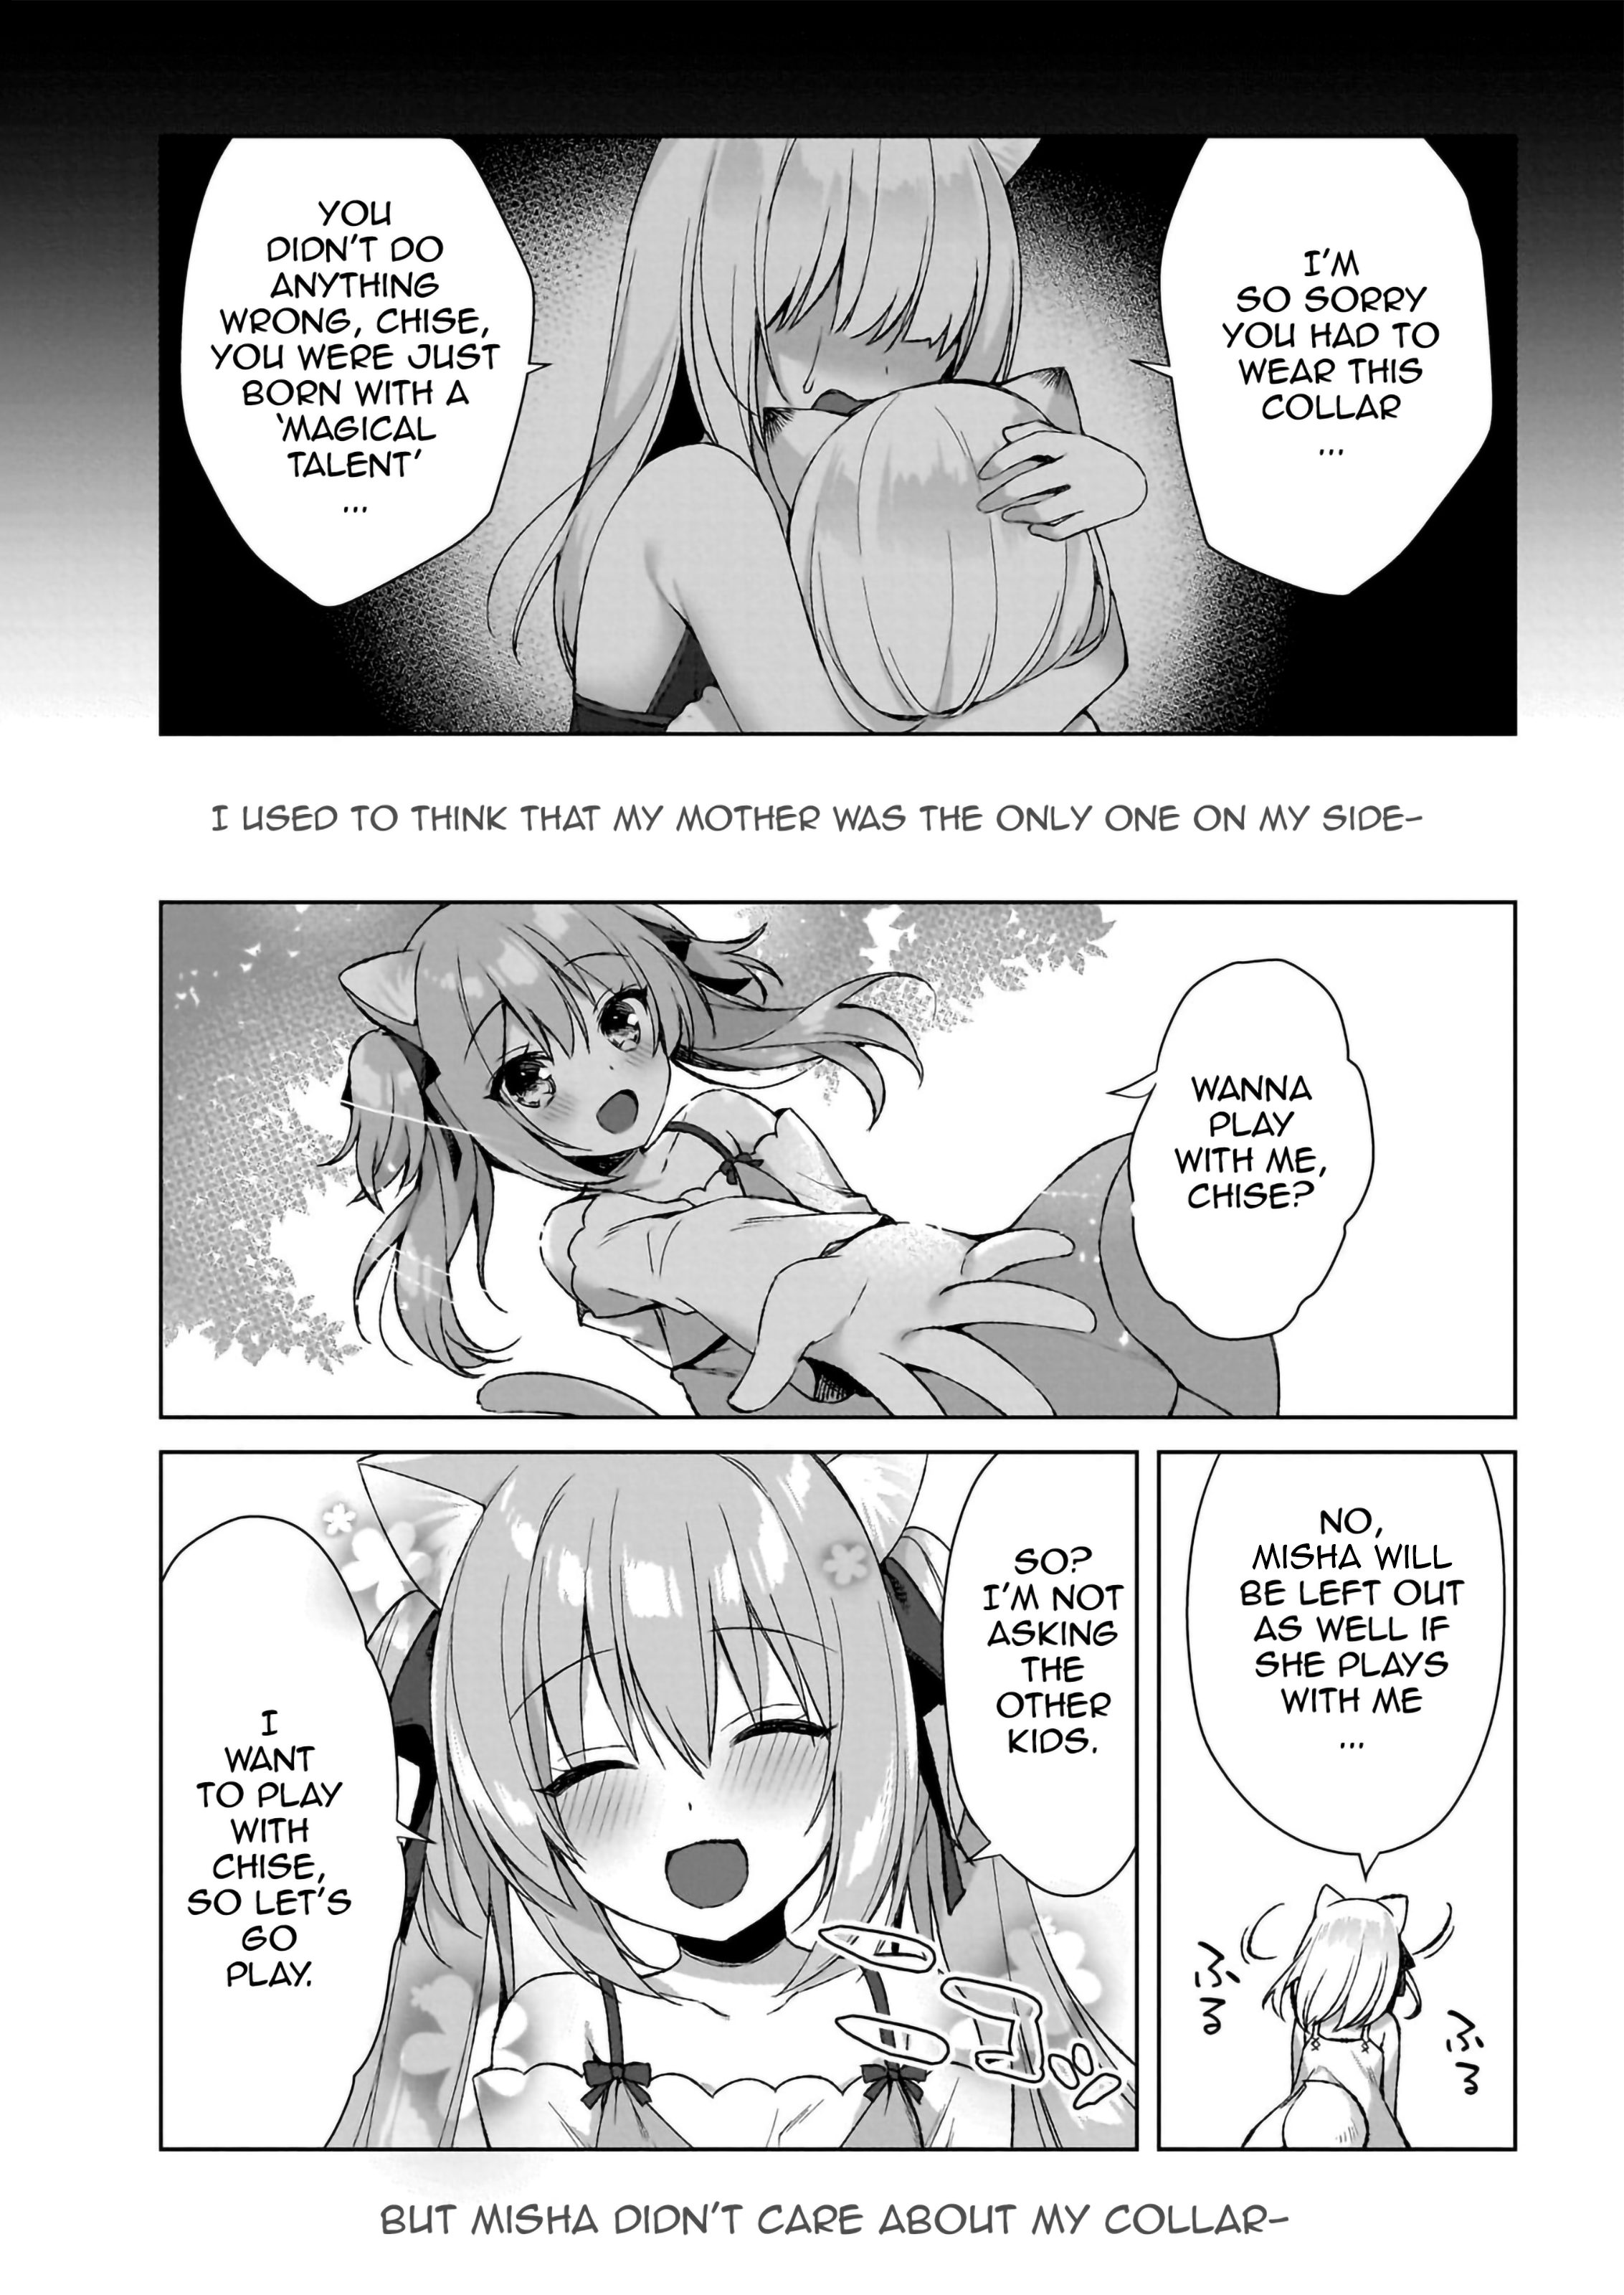 I'M
SO SORRY
YOU HAD TO
WEAR THIS
COLLAR
...
YOU
DIDN'T DO
ANYTHING
WRONG, CHISE,
YOU WERE JUST
BORN WITH A
'MAGICAL
TALENT'
...
I USED TO THINK THAT MY MOTHER WAS THE ONLY ONE ON MY SIDE-
WANNA
PLAY
WITH ME,
CHISE?
NO,
MISHA WILL
BE LEFT OUT
AS WELL IF
SHE PLAYS
WITH ME
...
ふる
ふる
SO?
I'M NOT
ASKING
THE
OTHER
KIDS.
I
WANT
TO PLAY
WITH
CHISE,
SO LET'S
GO
PLAY.
BUT MISHA DIDN'T CARE ABOUT MY COLLAR-